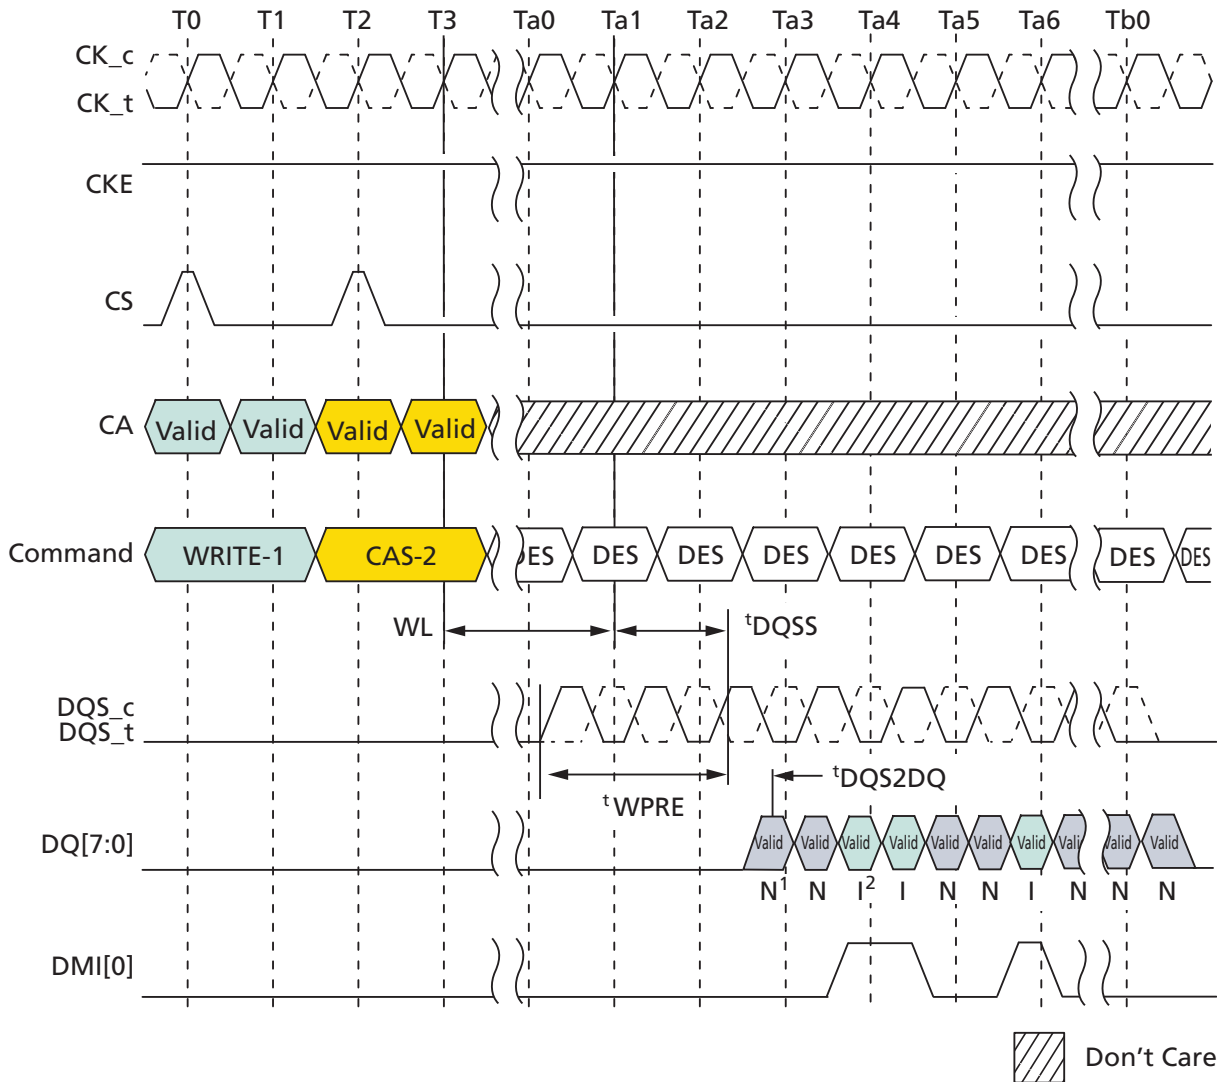 T0 T1 T2 T3 Ta0 Ta1 Ta2 Ta3 Ta4 Ta5 Ta6 Tb0
CK_c
CK_t
CKE
CS
CA Valid Valid Valid Valid
Command WRITE-1 CAS-2 DES DES DES DES DES DES DES DES DES
WL tDQSS
DQS_c
DQS_t
tDQS2DQ
tWPRE
DQ[7:0] Valid Valid Valid Valid Valid Valid Valid Valid Valid Valid
N1 N I2 I N N I N N N
DMI[0]
Don't Care